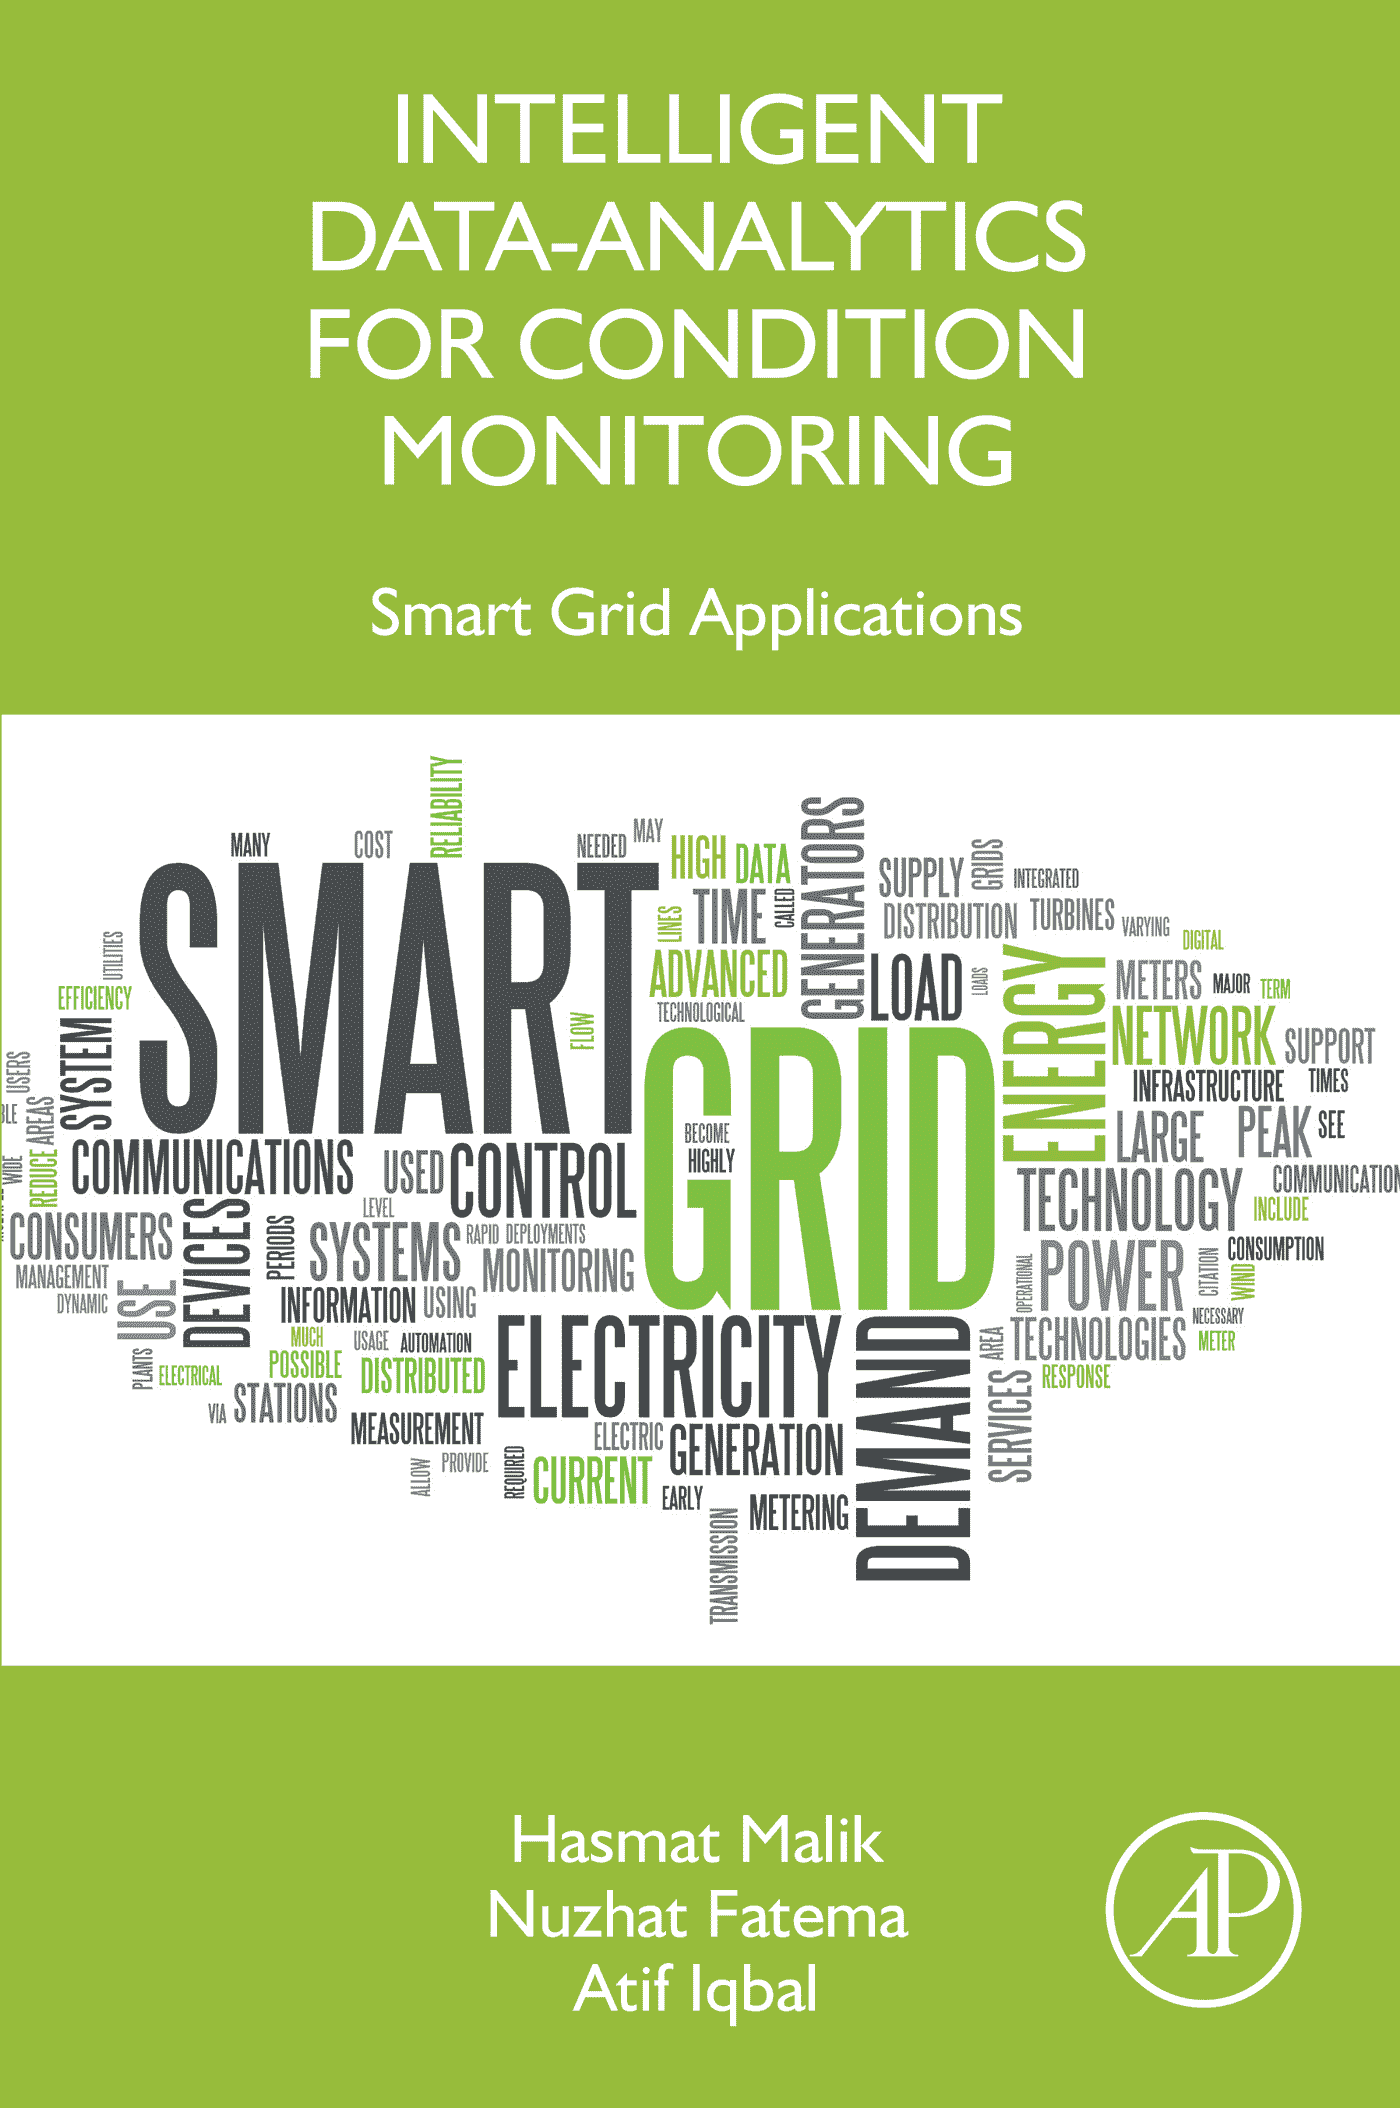 INTELLIGENT
DATA-ANALYTICS
FOR CONDITION
MONITORING
Smart Grid Applications
RELIABILITY
MANY
COST
NEEDED
MAY
HIGH
DATA
GENERATORS
SUPPLY
GRIDS
INTEGRATED
SMART
LINES
TIME
CALLED
DISTRIBUTION
TURBINES
VARYING
DIGITAL
UTILITIES
EFFICIENCY
ADVANCED
TECHNOLOGICAL
LOAD
LOADS
ENERGY
METERS
MAJOR
TERM
SYSTEM
FLOW
GRID
NETWORK
SUPPORT
USERS
INFRASTRUCTURE
TIMES
AREAS
BECOME
HIGHLY
LARGE
PEAK
SEE
WIDE
REDUCE
COMMUNICATIONS
USED
CONTROL
TECHNOLOGY
COMMUNICATION
LEVEL
INCLUDE
CONSUMERS
DEVICES
PERIODS
SYSTEMS
RAPID
DEPLOYMENTS
MONITORING
POWER
CITATION
CONSUMPTION
MANAGEMENT
DYNAMIC
USE
INFORMATION
USING
OPERATIONAL
WIND
NECESSARY
MUCH
USAGE
AUTOMATION
ELECTRICITY
DEMAND
AREA
TECHNOLOGIES
METER
PLANTS
ELECTRICAL
POSSIBLE
DISTRIBUTED
RESPONSE
VIA
STATIONS
MEASUREMENT
ELECTRIC
GENERATION
SERVICES
ALLOW
PROVIDE
REQUIRED
CURRENT
EARLY
METERING
TRANSMISSION
Hasmat Malik
Nuzhat Fatema
Atif Iqbal
AP